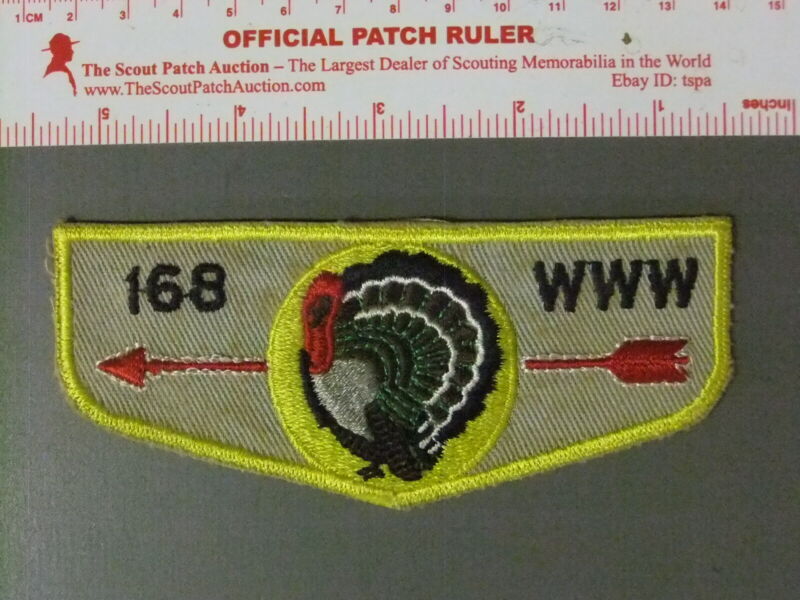 1CM 2 3 4 5 6 7 8 9 10 11 12 13 14 15
OFFICIAL PATCH RULER
The Scout Patch Auction – The Largest Dealer of Scouting Memorabilia in the World
www.TheScoutPatchAuction.com Ebay ID: tspa
5 4 3 2 1 Inches
168 WWW